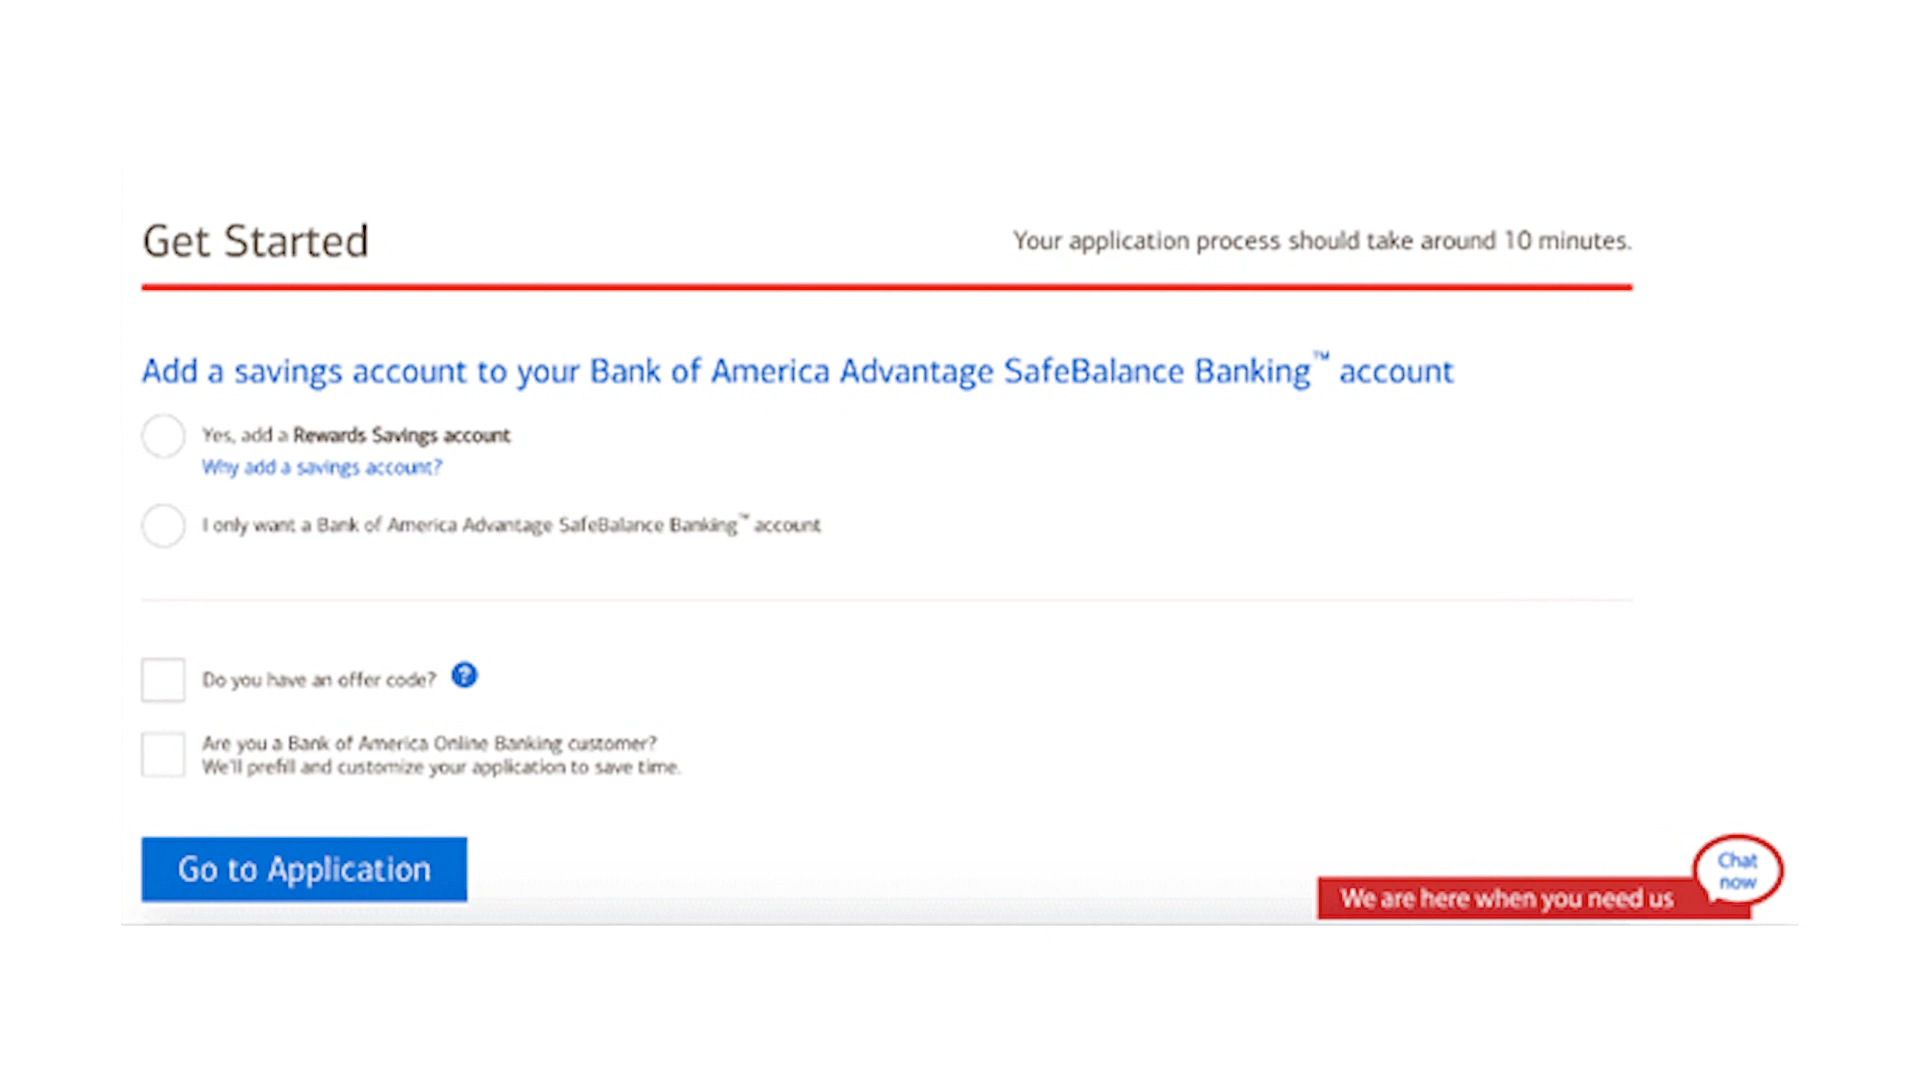 Get Started
Your application process should take around 10 minutes.
Add a savings account to your Bank of America Advantage SafeBalance Banking™ account
Yes, add a Rewards Savings account
Why add a savings account?
I only want a Bank of America Advantage SafeBalance Banking™ account
Do you have an offer code? ?
Are you a Bank of America Online Banking customer?
We'll prefill and customize your application to save time.
Go to Application
Chat
now
We are here when you need us